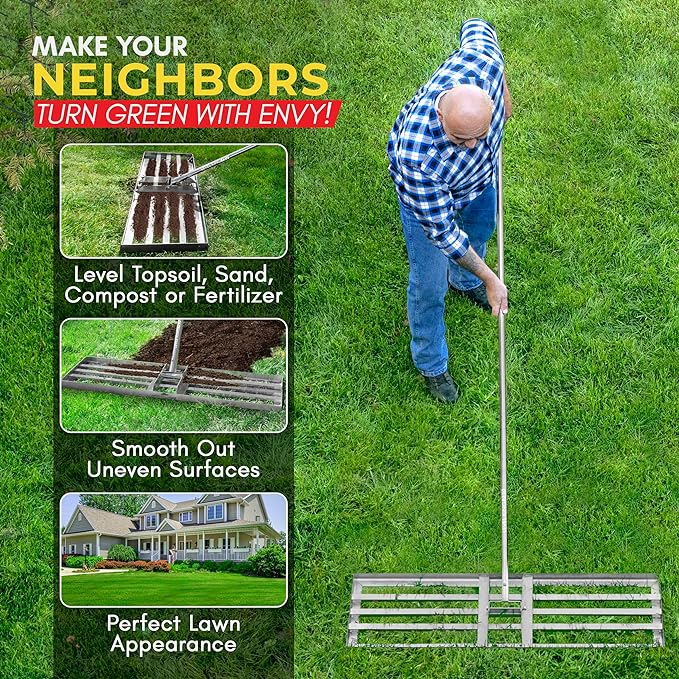 MAKE YOUR
NEIGHBORS
TURN GREEN WITH ENVY!
Level Topsoil, Sand,
Compost or Fertilizer
Smooth Out
Uneven Surfaces
Perfect Lawn
Appearance